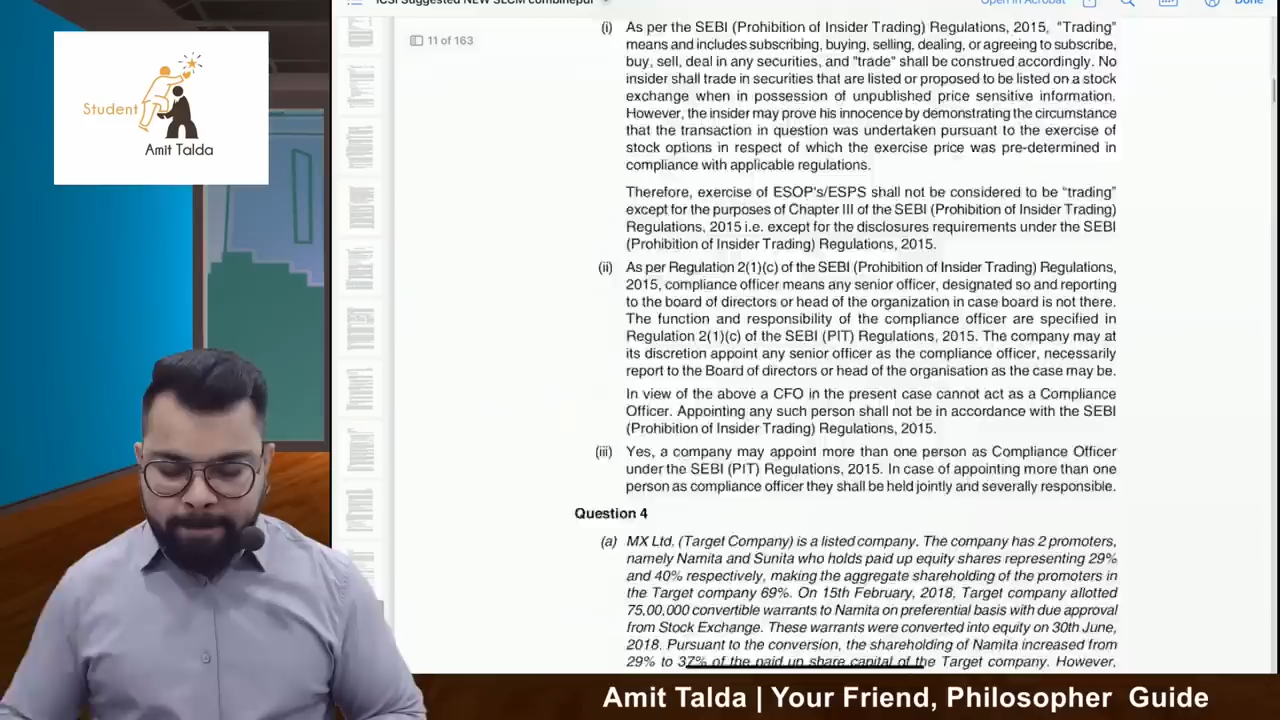 ICSI Suggested NEW SLCM combinepdf
Open in Acrobat
Done
Student
Amit Talda
11 of 163
(i) As per the SEBI (Prohibition of Insider Trading) Regulations, 2015, "trading"
means and includes subscribing, buying, selling, dealing, or agreeing to subscribe,
buy, sell, deal in any securities, and "trade" shall be construed accordingly. No
insider shall trade in securities that are listed or proposed to be listed on stock
exchange when in possession of unpublished price sensitive information.
However, the insider may prove his innocence by demonstrating the circumstance
that the transaction in question was undertaken pursuant to the exercise of
stock options in respect of which the exercise price was pre-determined in
compliance with applicable regulations.
Therefore, exercise of ESOP's/ESPS shall not be considered to be "trading"
except for the purposes of Chapter III of the SEBI (Prohibition of Insider Trading)
Regulations, 2015 i.e. except for the disclosures requirements under the SEBI
(Prohibition of Insider Trading) Regulations, 2015.
(ii) As per Regulation 2(1)(c) of the SEBI (Prohibition of Insider Trading) Regulations,
2015, compliance officer means any senior officer, designated so and reporting
to the board of directors or head of the organization in case board is not there.
The function and responsibility of the compliance officer are specified in
Regulation 2(1)(c) of the SEBI (PIT) Regulations, 2015. The company may at
its discretion appoint any senior officer as the compliance officer, necessarily
report to the board of directors or head of the organisation as the case may be.
In view of the above
in the present case cannot act as a compliance
Officer. Appointing any such person shall not be in accordance with the SEBI
(Prohibition of Insider Trading) Regulations, 2015.
(iii) Yes, a company may appoint more than one person as Compliance Officer
under the SEBI (PIT) Regulations, 2015. In case of appointing more than one
person as compliance officer they shall be held jointly and severally responsible.
Question 4
(a) MX Ltd. (Target Company) is a listed company. The company has 2 promoters,
namely Namita and
holds paid up equity shares representing 29%
and 40% respectively, making the aggregate shareholding of the promoters in
the Target company 69%. On 15th February, 2018, Target company allotted
75,00,000 convertible warrants to Namita on preferential basis with due approval
from Stock Exchange. These warrants were converted into equity on 30th June,
2018. Pursuant to the conversion, the shareholding of Namita increased from
29% to 37% of the paid up share capital of the Target company. However,
Amit Talda | Your Friend, Philosopher Guide